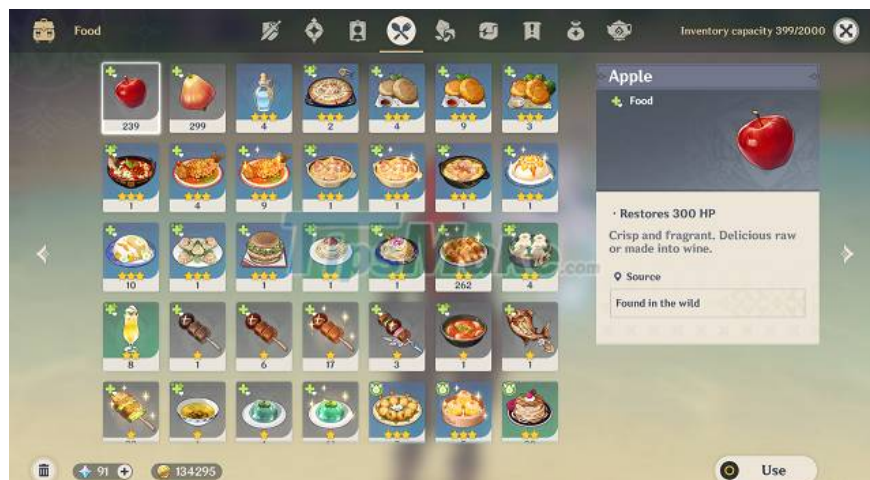 Food
Inventory capacity 399/2000
239
299
4
2
4
9
3
1
4
9
1
1
1
1
10
1
1
1
1
262
4
8
1
6
17
3
1
1
Apple
Food
· Restores 300 HP
Crisp and fragrant. Delicious raw
or made into wine.
Source
Found in the wild
TipsMake.com
91
134295
Use